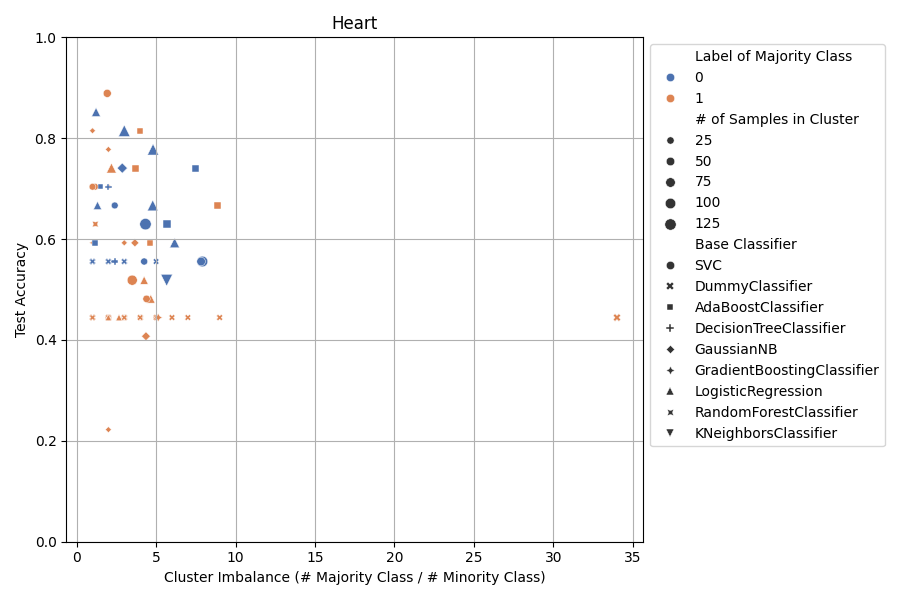 Heart
Test Accuracy
1.0
0.8
0.6
0.4
0.2
0.0
0
5
10
15
20
25
30
35
Cluster Imbalance (# Majority Class / # Minority Class)
Label of Majority Class
0
1
# of Samples in Cluster
25
50
75
100
125
Base Classifier
SVC
DummyClassifier
AdaBoostClassifier
DecisionTreeClassifier
GaussianNB
GradientBoostingClassifier
LogisticRegression
RandomForestClassifier
KNeighborsClassifier